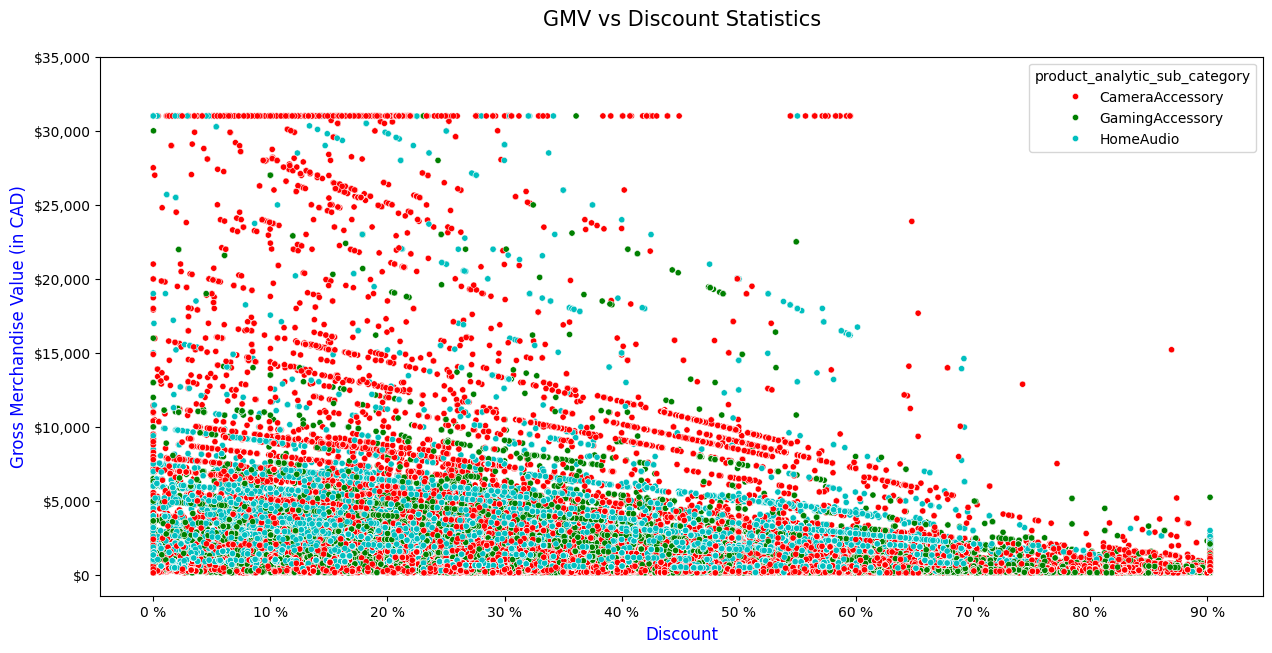 GMV vs Discount Statistics
Gross Merchandise Value (in CAD)
$35,000
$30,000
$25,000
$20,000
$15,000
$10,000
$5,000
$0
product_analytic_sub_category
CameraAccessory
GamingAccessory
HomeAudio
0 % 10 % 20 % 30 % 40 % 50 % 60 % 70 % 80 % 90 %
Discount